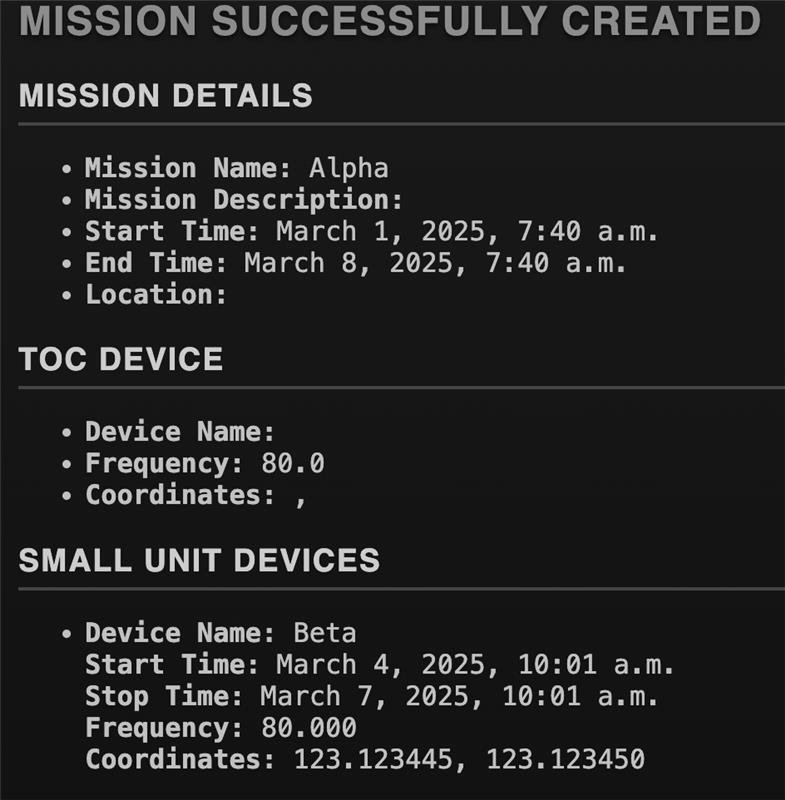 MISSION SUCCESSFULLY CREATED
MISSION DETAILS
• Mission Name: Alpha
• Mission Description:
• Start Time: March 1, 2025, 7:40 a.m.
• End Time: March 8, 2025, 7:40 a.m.
• Location:
TOC DEVICE
• Device Name:
• Frequency: 80.0
• Coordinates: ,
SMALL UNIT DEVICES
• Device Name: Beta
Start Time: March 4, 2025, 10:01 a.m.
Stop Time: March 7, 2025, 10:01 a.m.
Frequency: 80.000
Coordinates: 123.123445, 123.123450